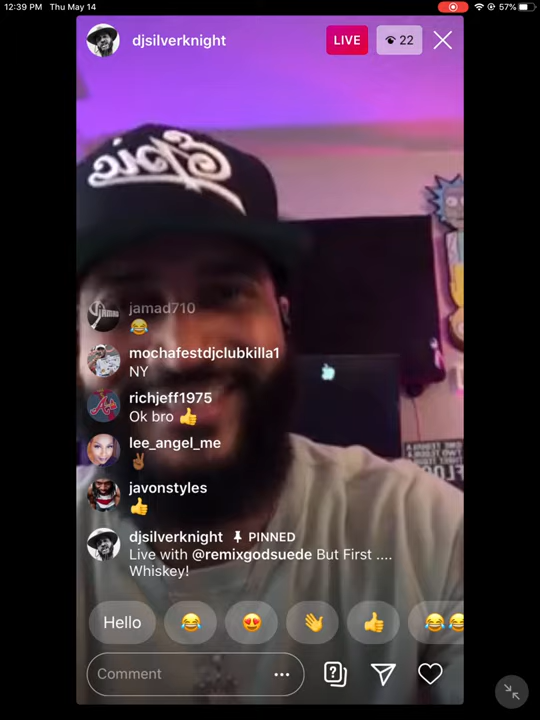 12:39 PM Thu May 14
57%
djsilverknight
LIVE
22
Epic
jamad710
😂
mochafestdjclubkilla1
NY
richjeff1975
Ok bro 👍
lee_angel_me
✌🏾
javonstyles
👍
djsilverknight PINNED
Live with @remixgodsuede But First ....
Whiskey!
Hello 😂 😍 👋 👍 😂😂
Comment